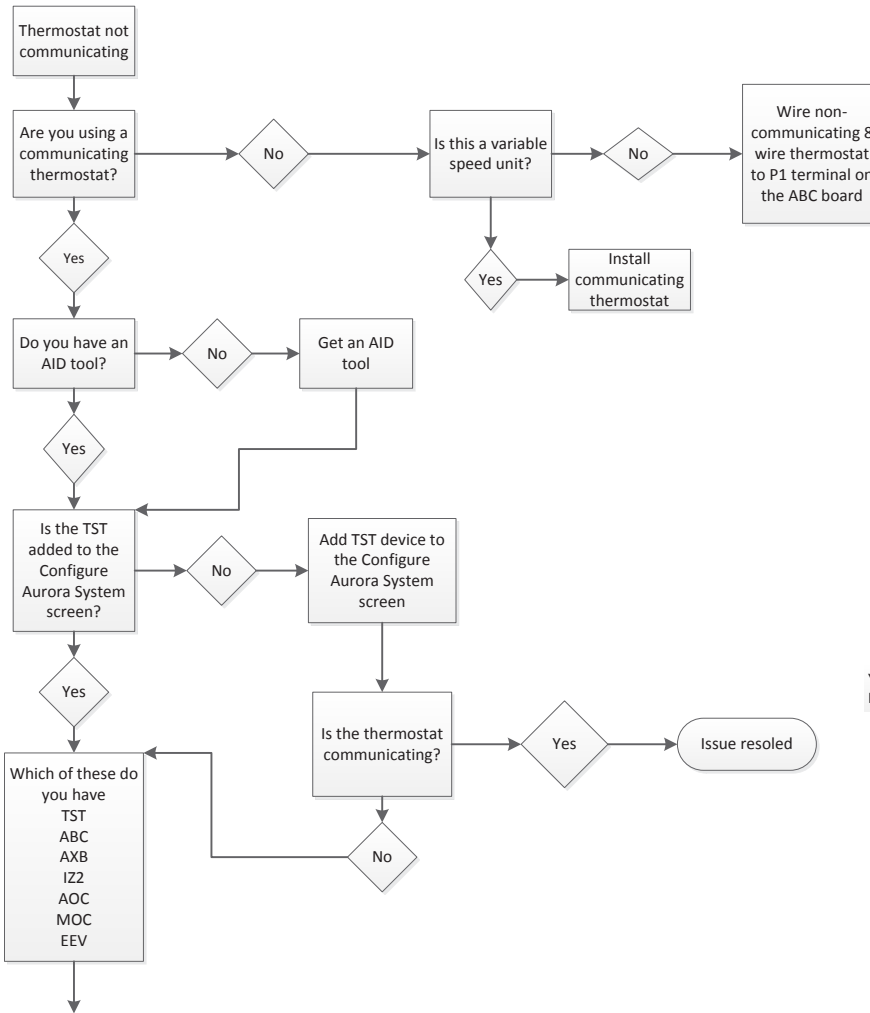 Thermostat not
communicating
Are you using a
communicating
thermostat?
No
Is this a variable
speed unit?
No
Wire non-
communicating 8
wire thermostat
to P1 terminal on
the ABC board
Yes
Yes
Install
communicating
thermostat
Do you have an
AID tool?
No
Get an AID
tool
Yes
Is the TST
added to the
Configure
Aurora System
screen?
No
Add TST device to
the Configure
Aurora System
screen
Yes
Is the thermostat
communicating?
Yes
Issue resoled
Which of these do
you have
TST
ABC
AXB
IZ2
AOC
MOC
EEV
No